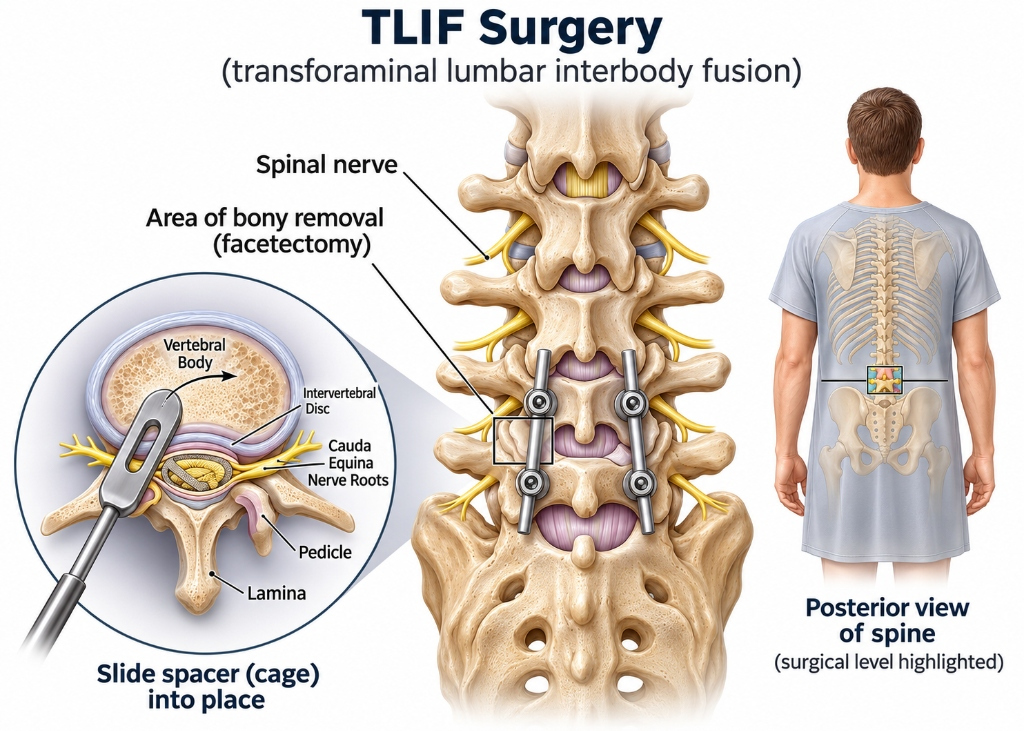 TLIF Surgery
(transforaminal lumbar interbody fusion)
Spinal nerve
Area of bony removal
(facetectomy)
Vertebral
Body
Intervertebral
Disc
Cauda
Equina
Nerve Roots
Pedicle
Lamina
Slide spacer (cage)
into place
Posterior view
of spine
(surgical level highlighted)